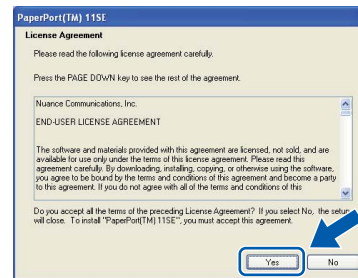 PaperPort(TM) 11SE
License Agreement
Please read the following license agreement carefully.
Press the PAGE DOWN key to see the rest of the agreement.
Nuance Communications, Inc.
END-USER LICENSE AGREEMENT
The software and materials provided with this agreement are licensed, not sold, and are
available for use only under the terms of this license agreement. Please read this
agreement carefully. By downloading, installing, copying, or otherwise using the software,
you agree to be bound by the terms and conditions of this agreement and become a party
to this agreement. If you do not agree with all of the terms and conditions of this
Do you accept all the terms of the preceding License Agreement? If you select No, the setup
will close. To install "PaperPort(TM) 11SE", you must accept this agreement.
Yes
No